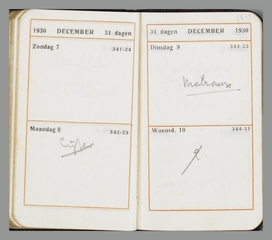 1930 DECEMBER 31 dagen
Zondag 7 341-24
Maandag 8 342-23
31 dagen DECEMBER 1930
Dinsdag 9 343-22
Woensd. 10 344-21